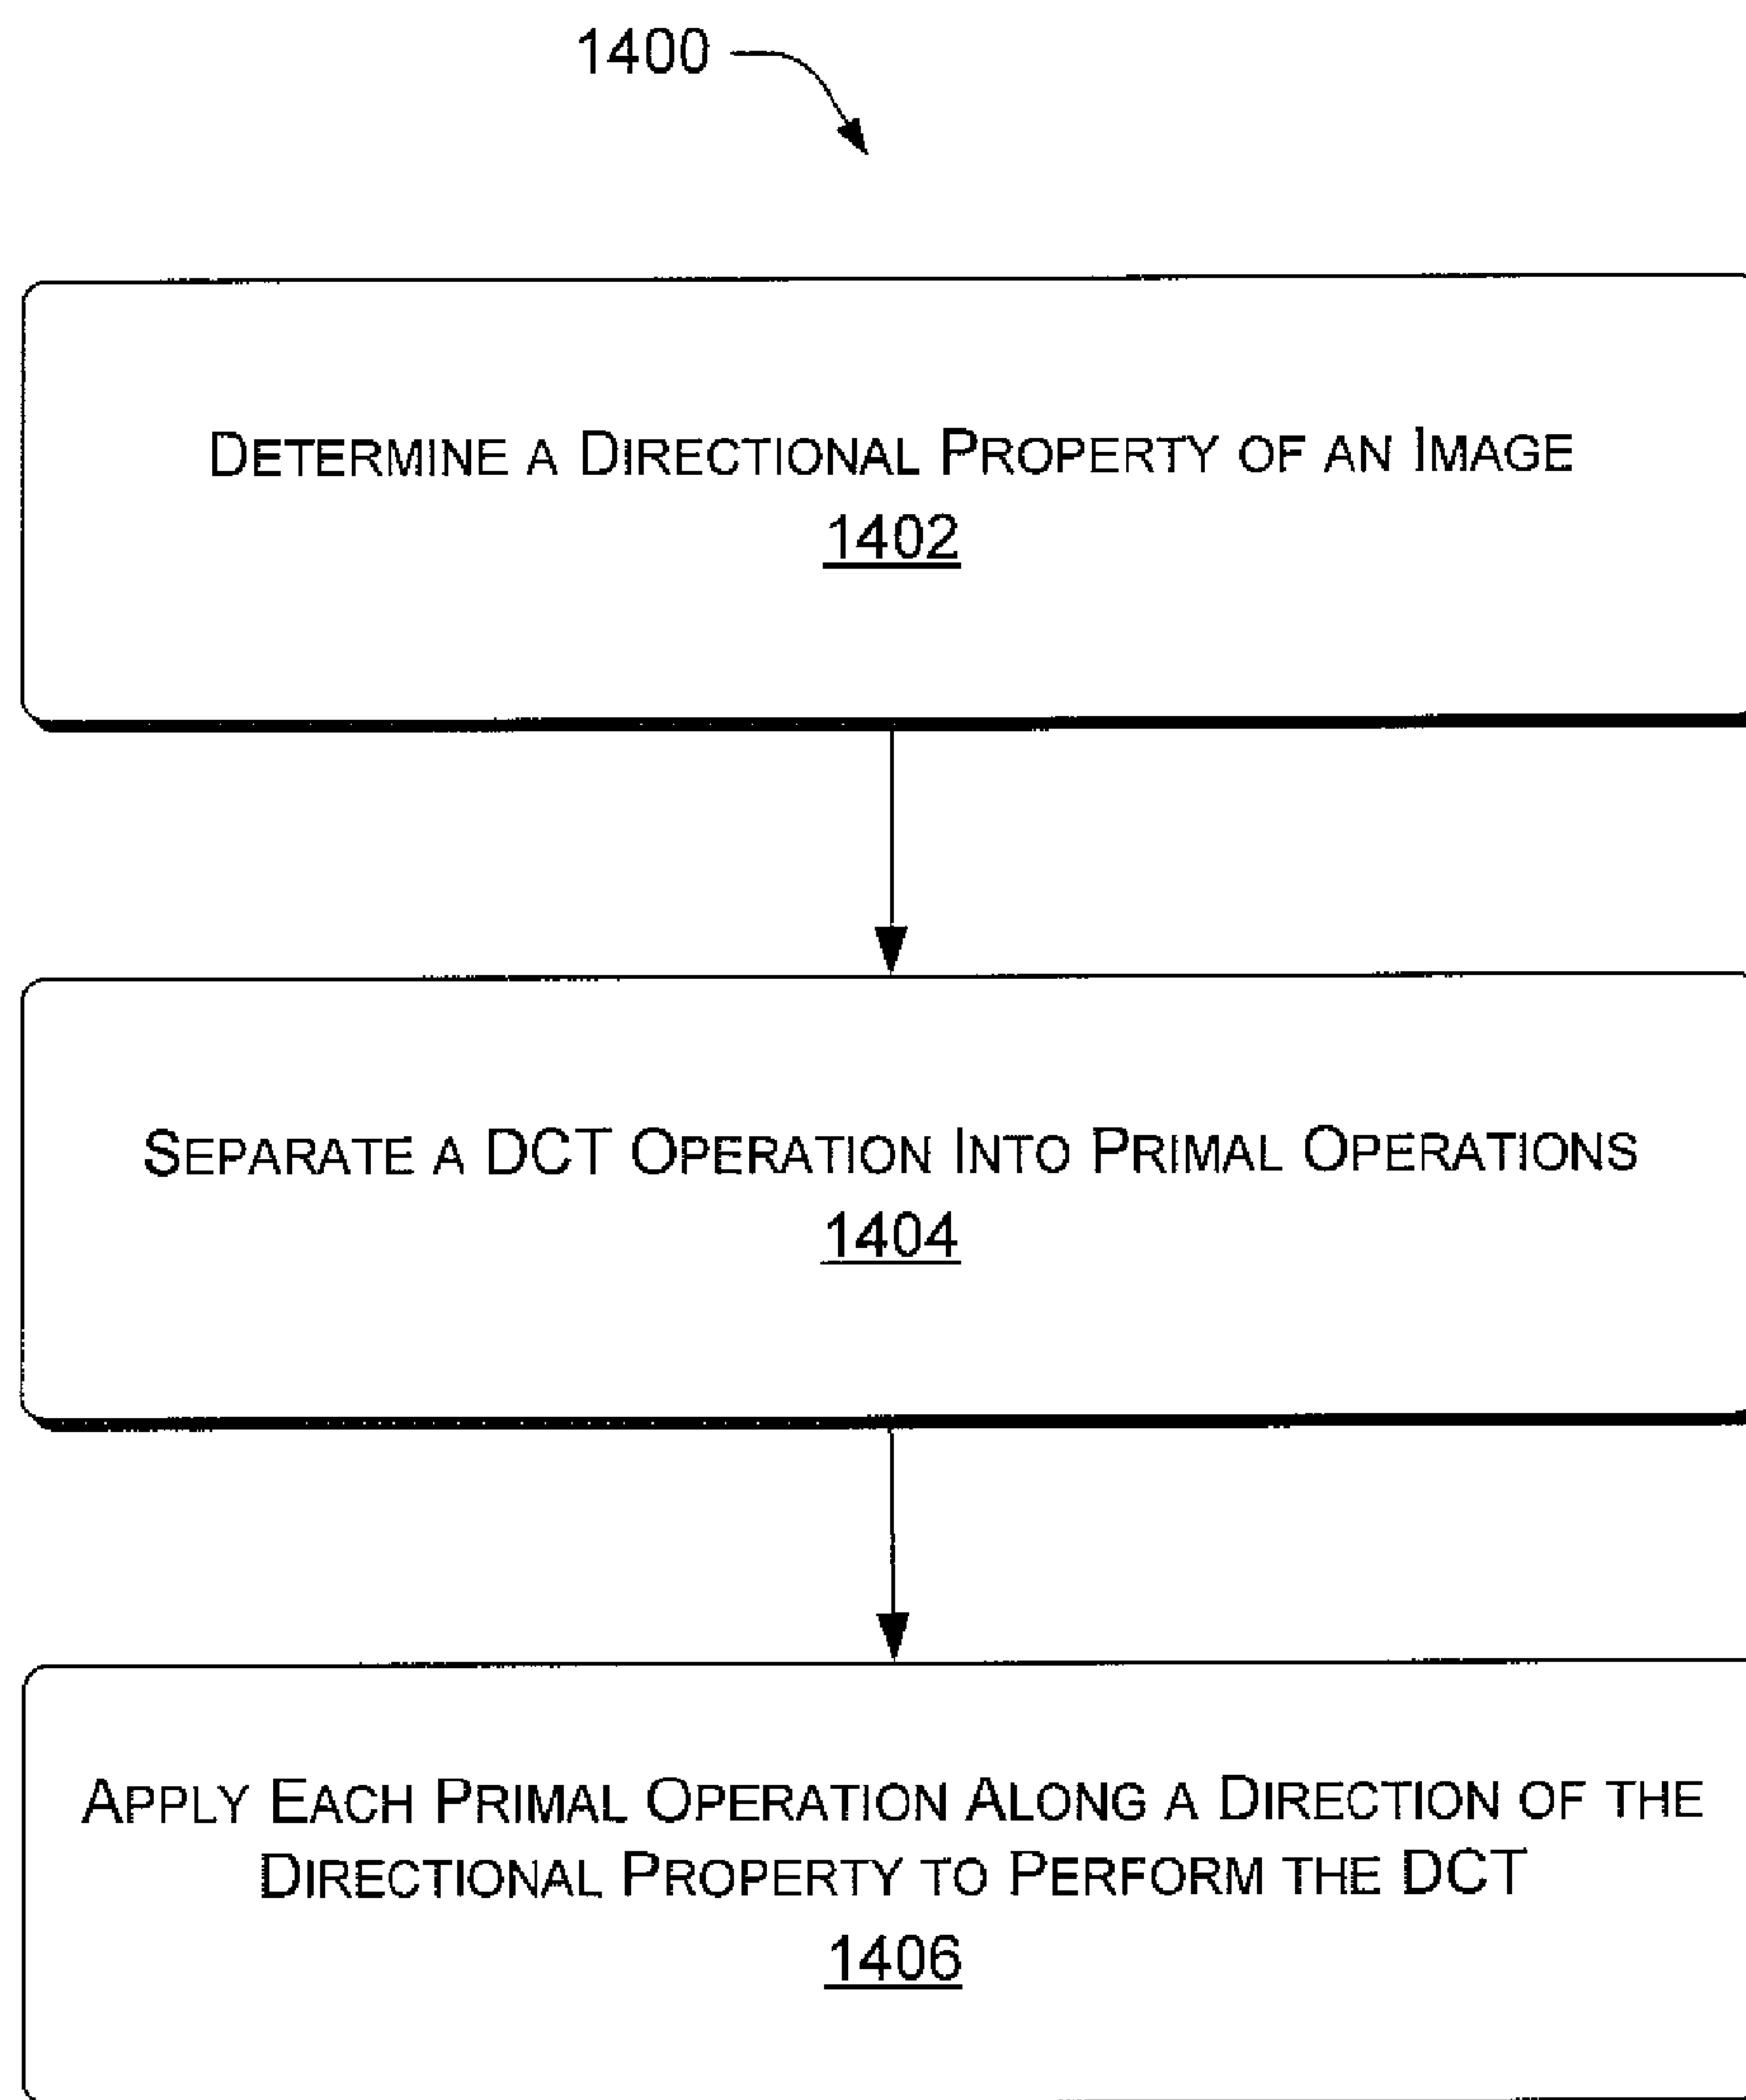 1400
DETERMINE A DIRECTIONAL PROPERTY OF AN IMAGE
1402
SEPARATE A DCT OPERATION INTO PRIMAL OPERATIONS
1404
APPLY EACH PRIMAL OPERATION ALONG A DIRECTION OF THE
DIRECTIONAL PROPERTY TO PERFORM THE DCT
1406